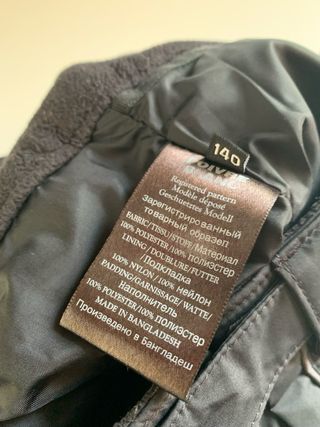 140
Registered pattern
Modèle déposé
Geschuetztes Modell
Зарегистрированный
товарный образец
FABRIC/TISSU/STOFF/Материал
100% POLYESTER/100% полиэстер
LINING/DOUBLURE/FUTTER
/Подкладка
100% NYLON / 100% нейлон
PADDING/GARNISSAGE/WATTE/
Наполнитель
100% POLYESTER/100% полиэстер
MADE IN BANGLADESH
Произведено в Бангладеш